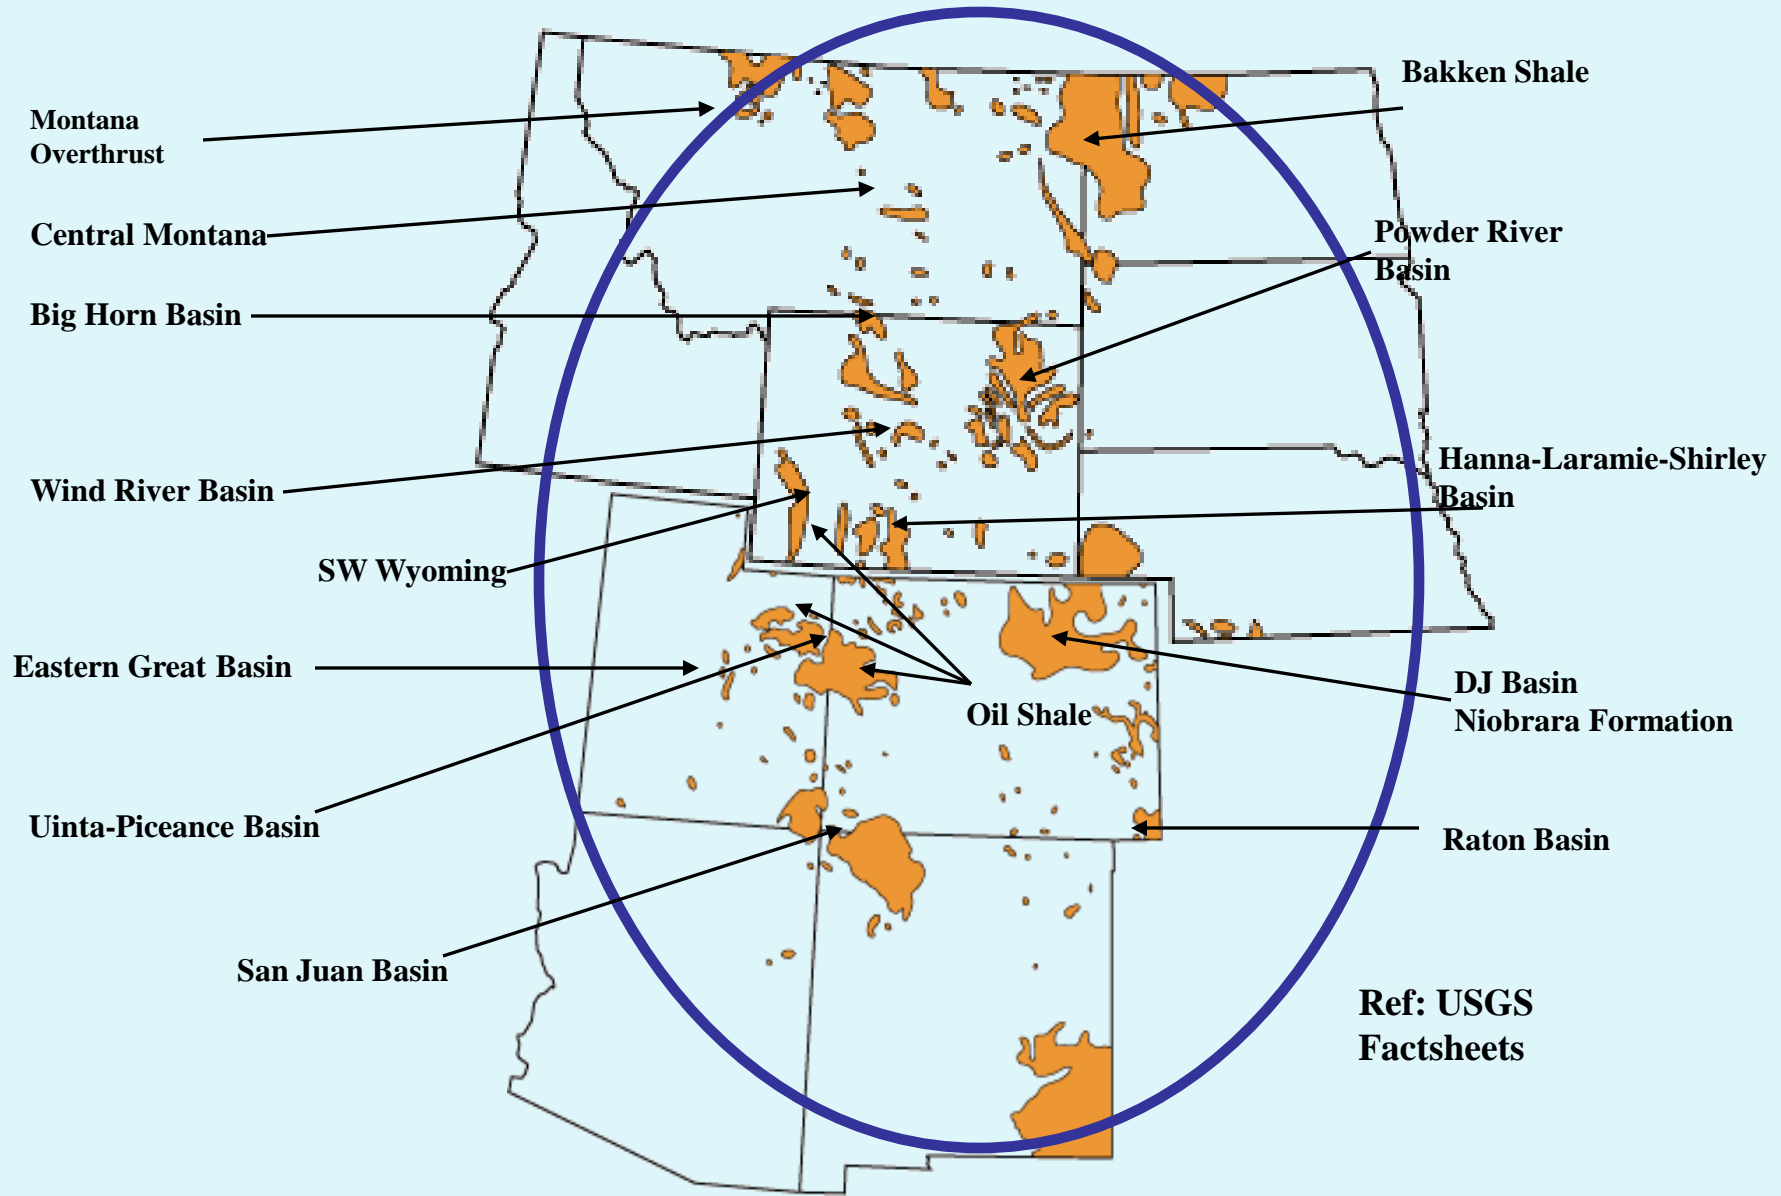 Bakken Shale
Montana
Overthrust
Central Montana
Powder River
Basin
Big Horn Basin
Hanna-Laramie-Shirley
Basin
Wind River Basin
SW Wyoming
Eastern Great Basin
DJ Basin
Niobrara Formation
Oil Shale
Uinta-Piceance Basin
Raton Basin
San Juan Basin
Ref: USGS
Factsheets